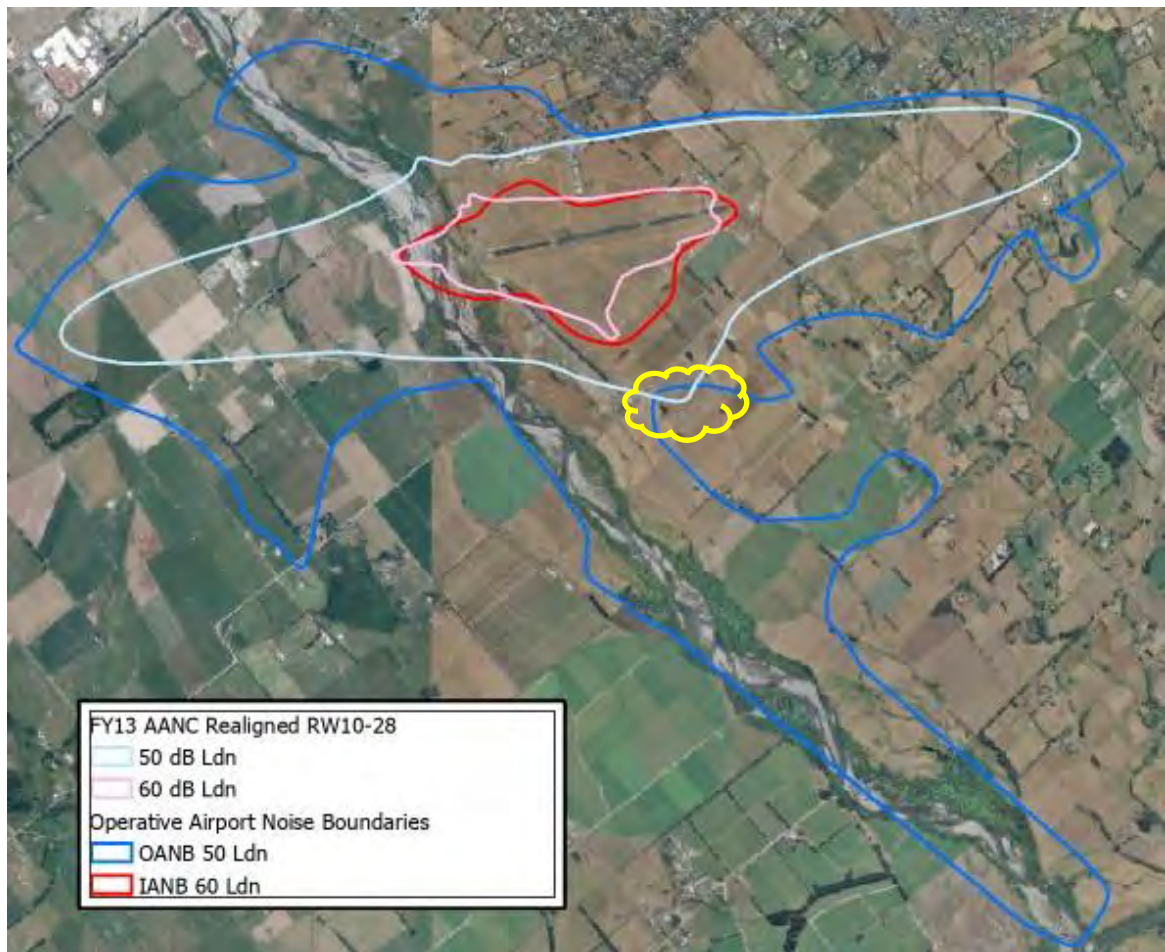 FY13 AANC Realigned RW10-28
50 dB Ldn
60 dB Ldn
Operative Airport Noise Boundaries
OANB 50 Ldn
IANB 60 Ldn